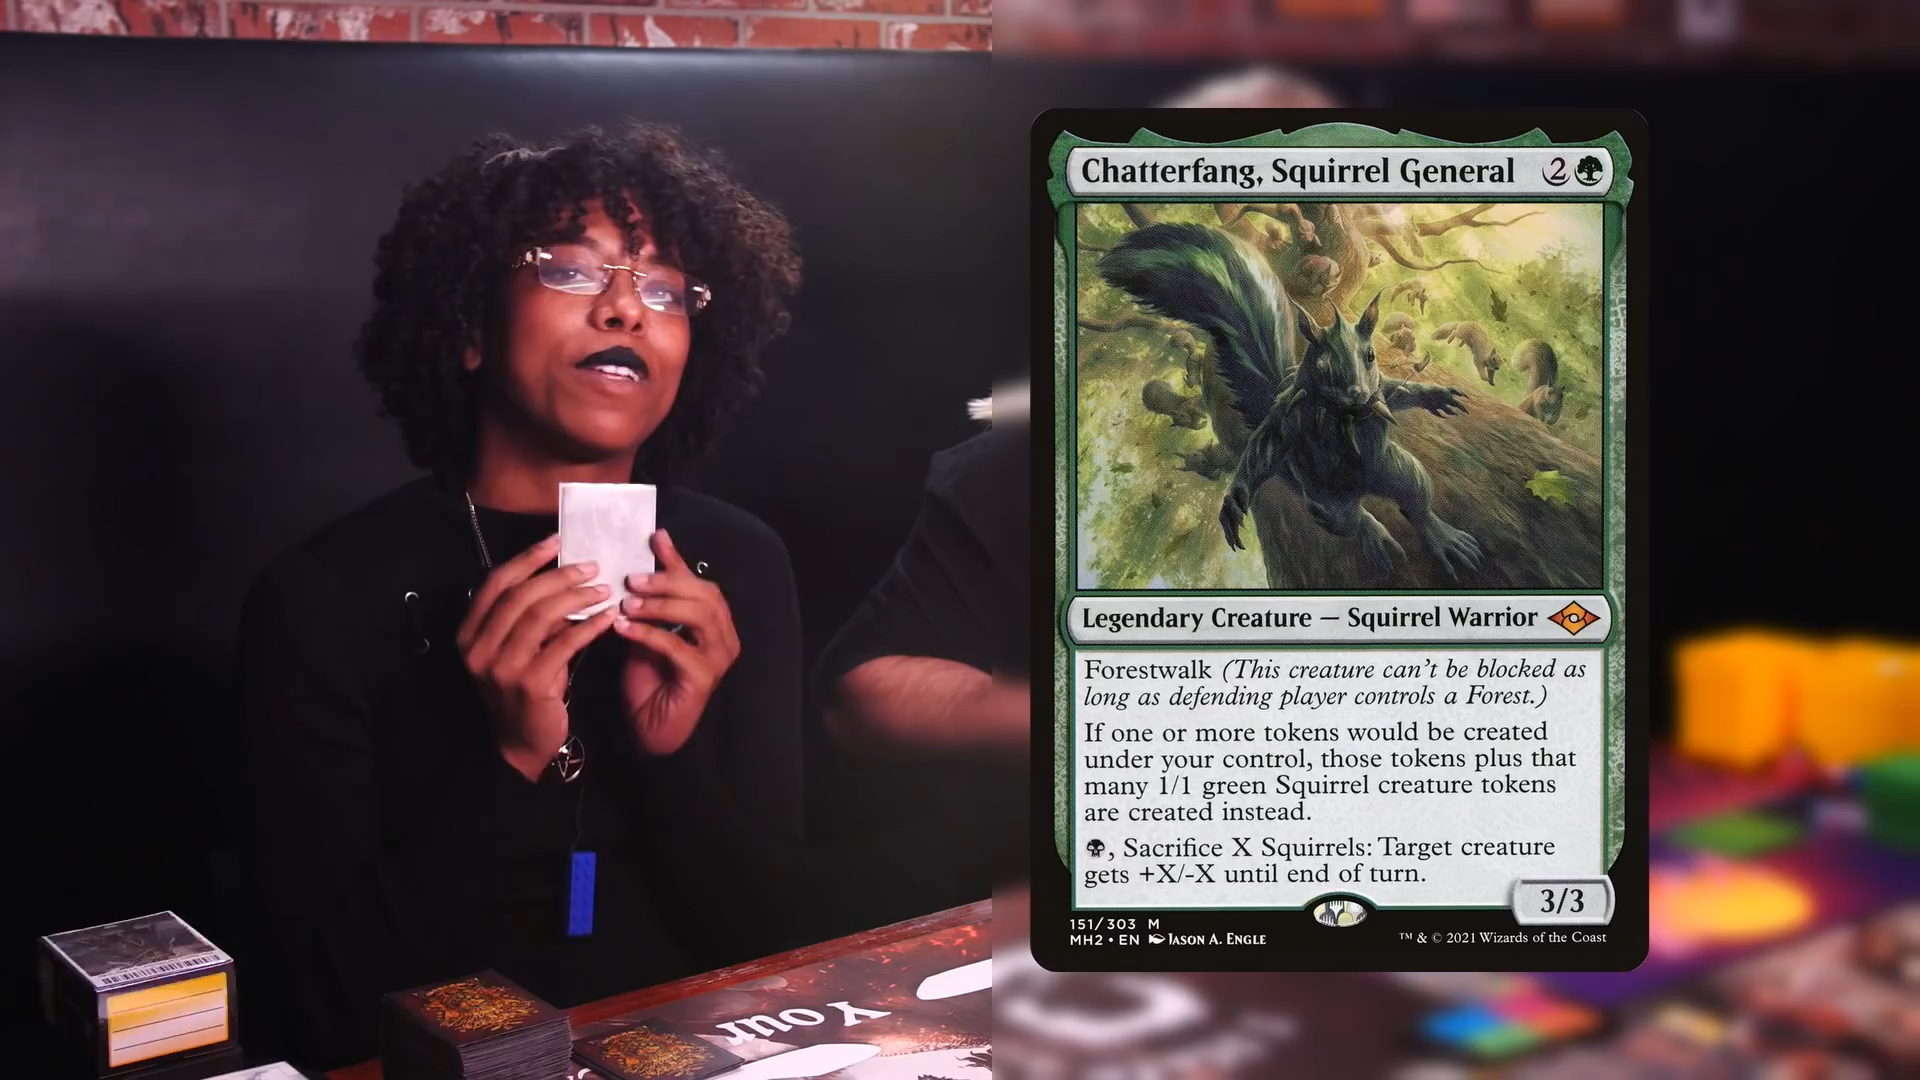 Chatterfang, Squirrel General 2
Legendary Creature — Squirrel Warrior
Forestwalk (This creature can't be blocked as
long as defending player controls a Forest.)
If one or more tokens would be created
under your control, those tokens plus that
many 1/1 green Squirrel creature tokens
are created instead.
, Sacrifice X Squirrels: Target creature
gets +X/-X until end of turn.
3/3
151/303 M
MH2 • EN Jason A. Engle
™ & © 2021 Wizards of the Coast
Your